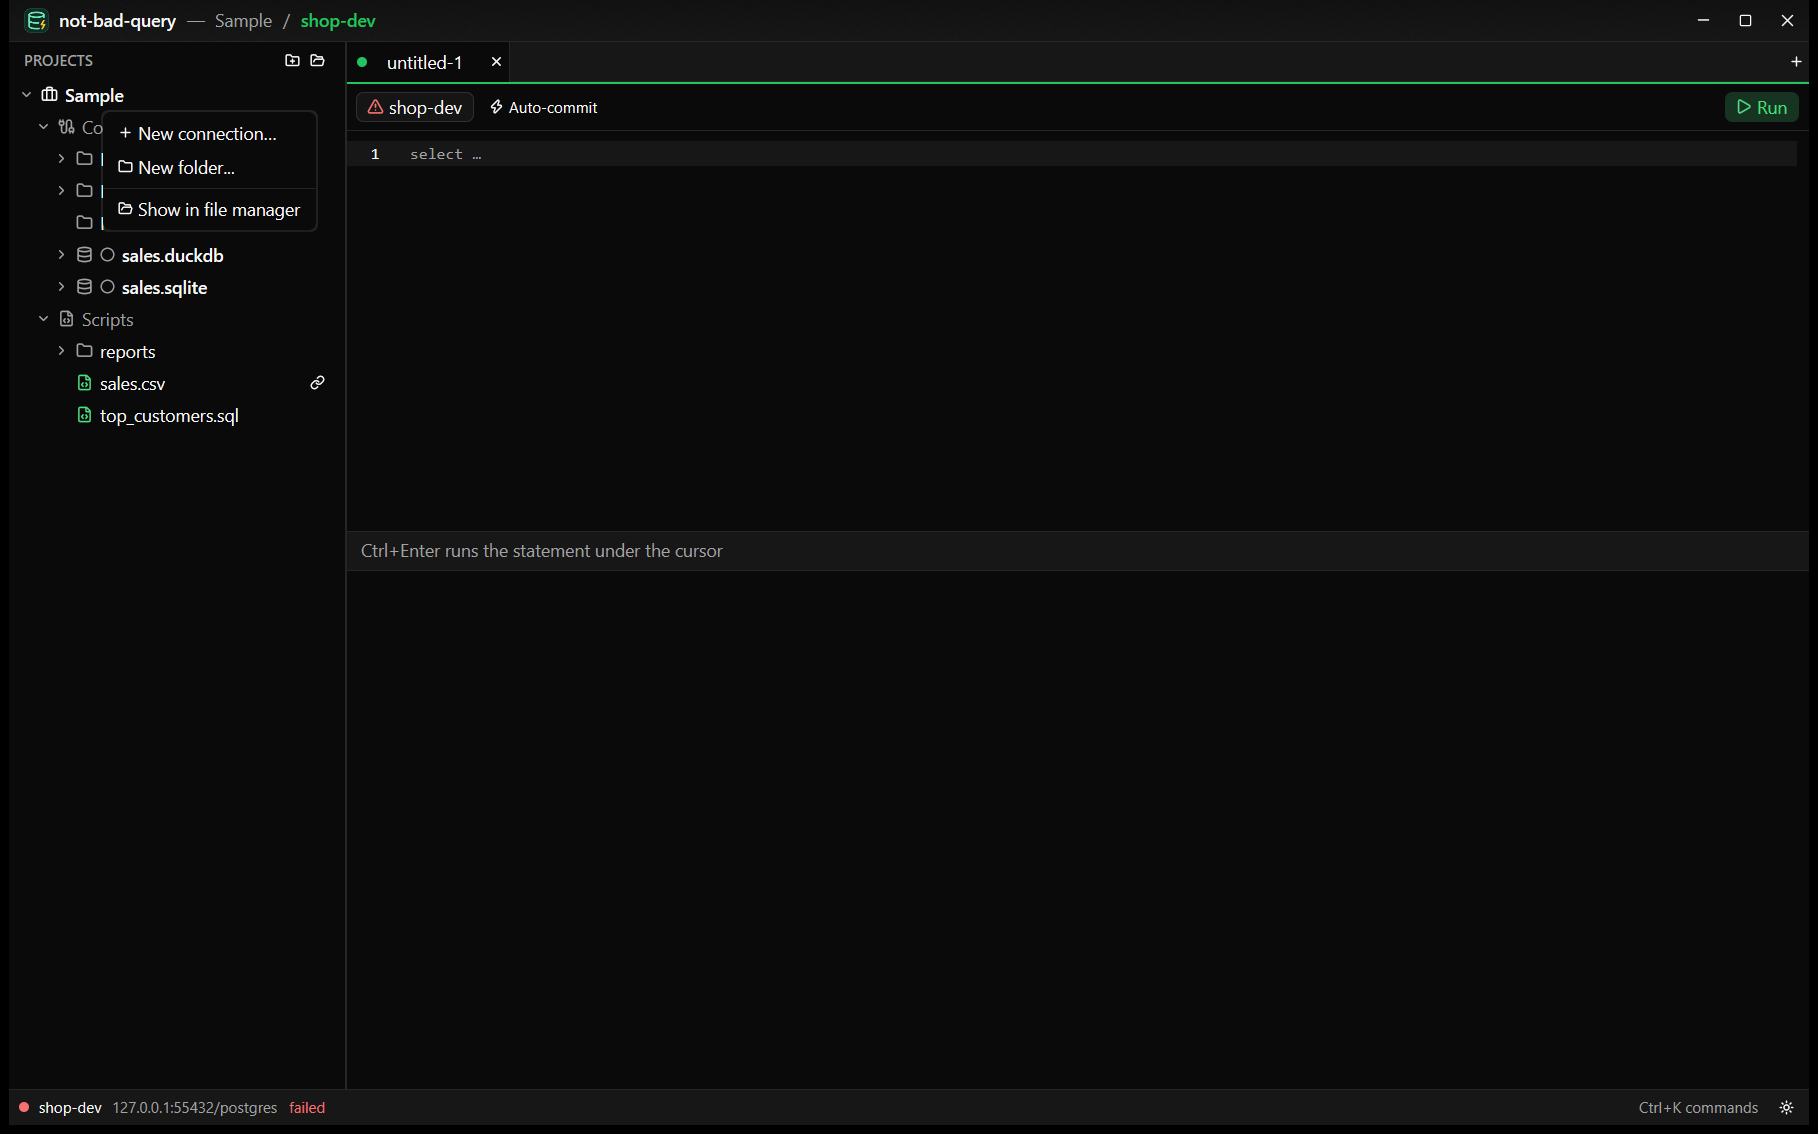 not-bad-query — Sample / shop-dev
PROJECTS
Sample
Co
New connection...
New folder...
Show in file manager
sales.duckdb
sales.sqlite
Scripts
reports
sales.csv
top_customers.sql
untitled-1
shop-dev Auto-commit Run
1 select …
Ctrl+Enter runs the statement under the cursor
shop-dev 127.0.0.1:55432/postgres failed
Ctrl+K commands